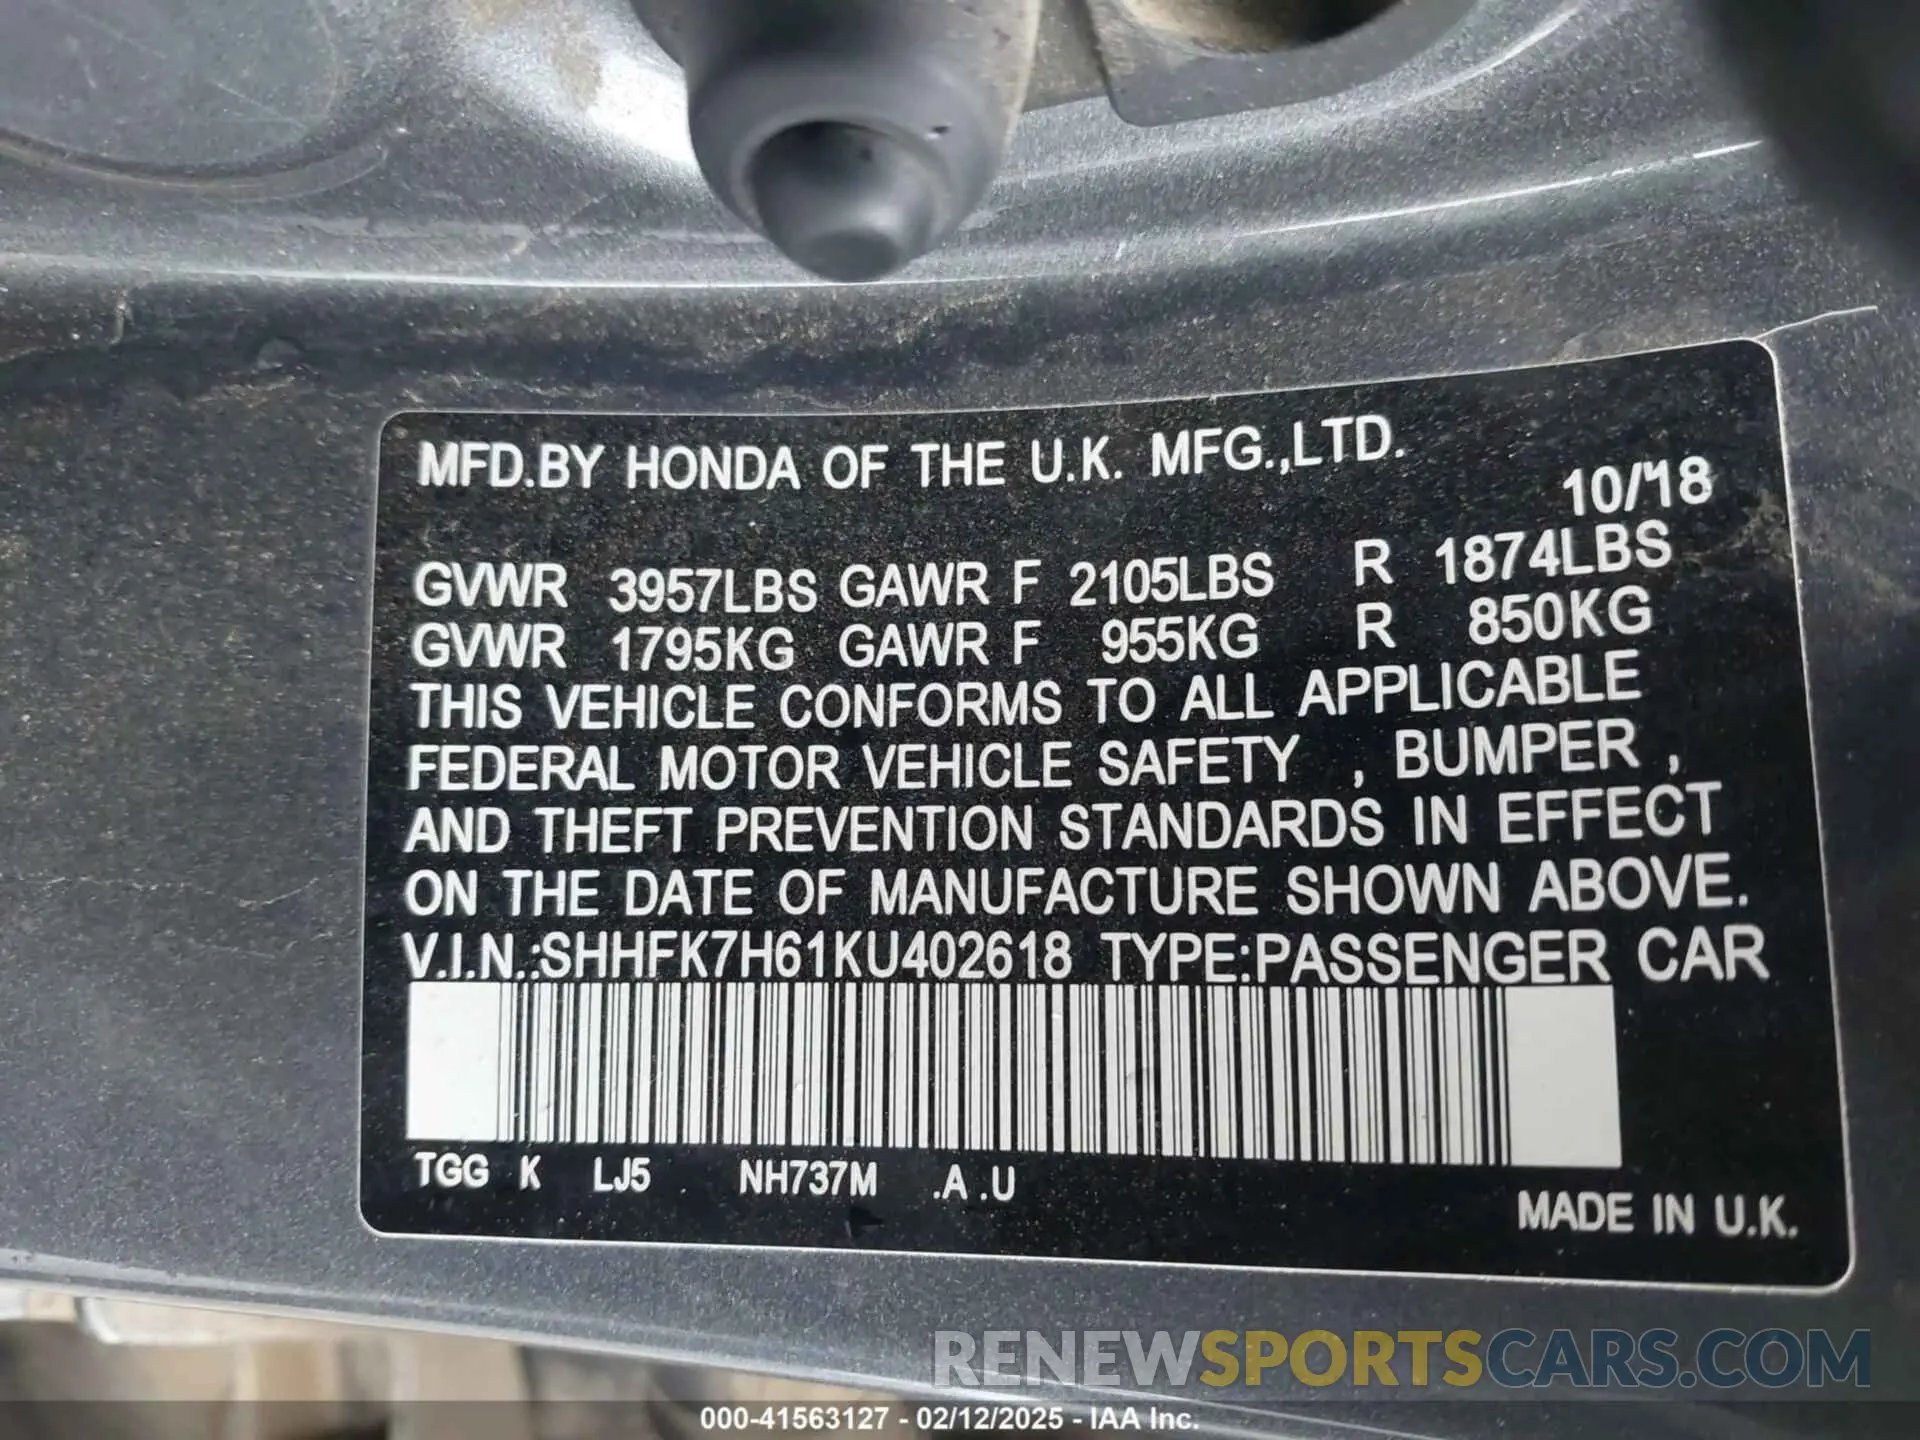 MFD.BY HONDA OF THE U.K. MFG.,LTD.
10/18
GVWR 3957LBS GAWR F 2105LBS R 1874LBS
GVWR 1795KG GAWR F 955KG R 850KG
THIS VEHICLE CONFORMS TO ALL APPLICABLE
FEDERAL MOTOR VEHICLE SAFETY , BUMPER ,
AND THEFT PREVENTION STANDARDS IN EFFECT
ON THE DATE OF MANUFACTURE SHOWN ABOVE.
V.I.N.:SHHFK7H61KU402618 TYPE:PASSENGER CAR
TGG K LJ5 . NH737M .A .U
MADE IN U.K.
RENEWSPORTSCARS.COM
000-41563127 - 02/12/2025 - IAA Inc.